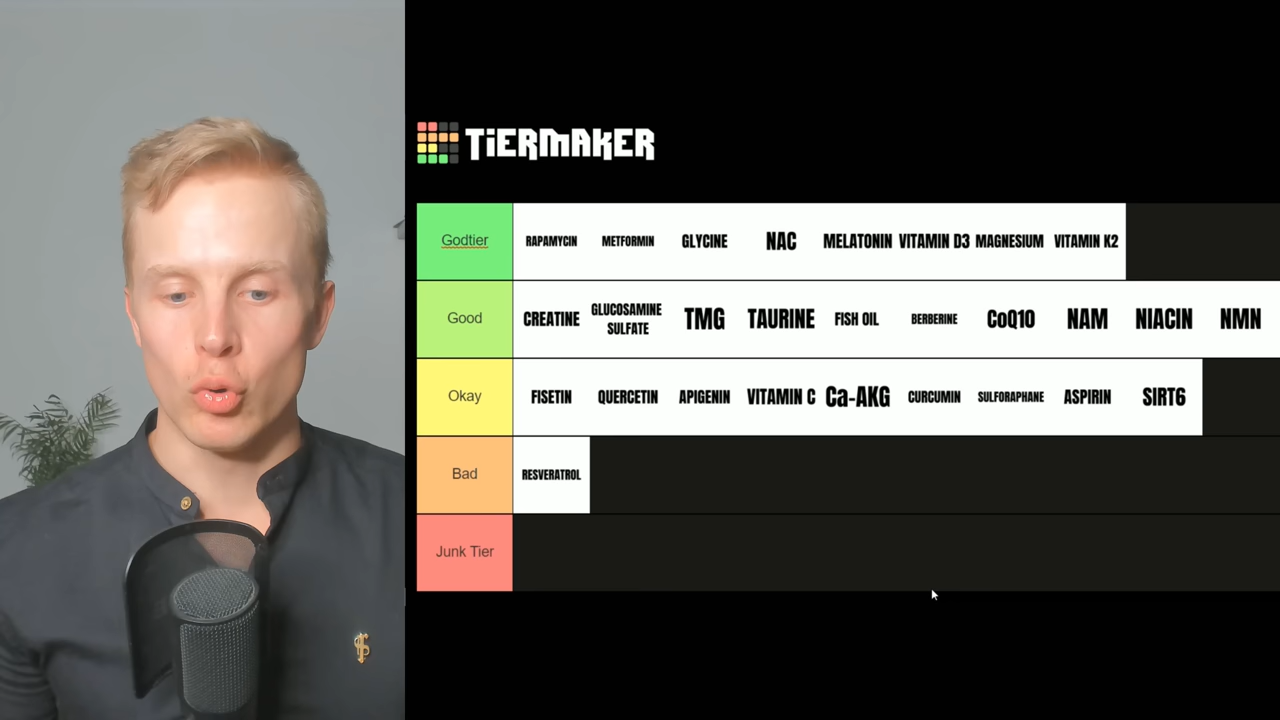 TiERMAKER
Godtier
RAPAMYCIN METFORMIN GLYCINE NAC MELATONIN VITAMIN D3 MAGNESIUM VITAMIN K2
Good
CREATINE GLUCOSAMINE SULFATE TMG TAURINE FISH OIL BERBERINE CoQ10 NAM NIACIN NMN
Okay
FISETIN QUERCETIN APIGENIN VITAMIN C Ca-AKG CURCUMIN SULFORAPHANE ASPIRIN SIRT6
Bad
RESVERATROL
Junk Tier